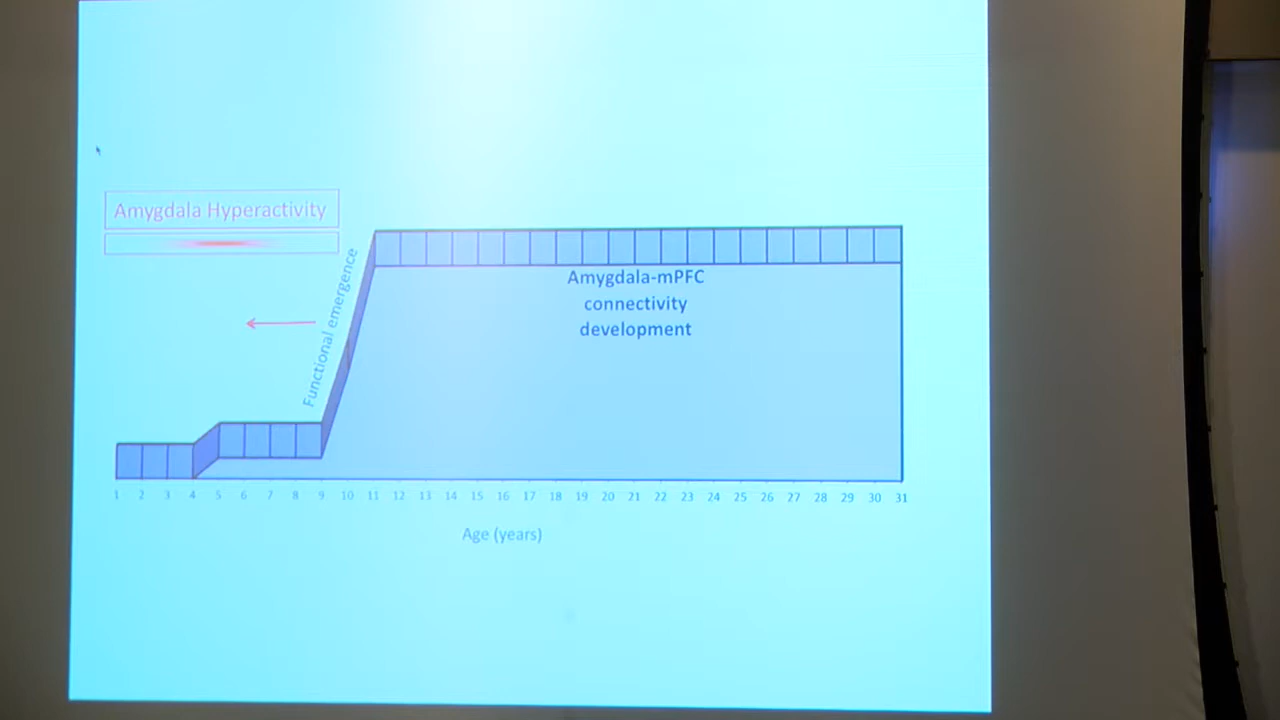 Amygdala Hyperactivity
Functional emergence
Amygdala-mPFC
connectivity
development
1 2 3 4 5 6 7 8 9 10 11 12 13 14 15 16 17 18 19 20 21 22 23 24 25 26 27 28 29 30 31
Age (years)